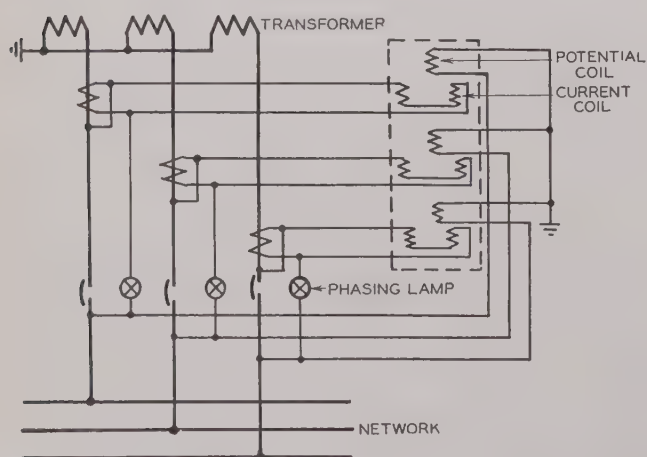 TRANSFORMER
POTENTIAL
COIL
CURRENT
COIL
PHASING LAMP
NETWORK